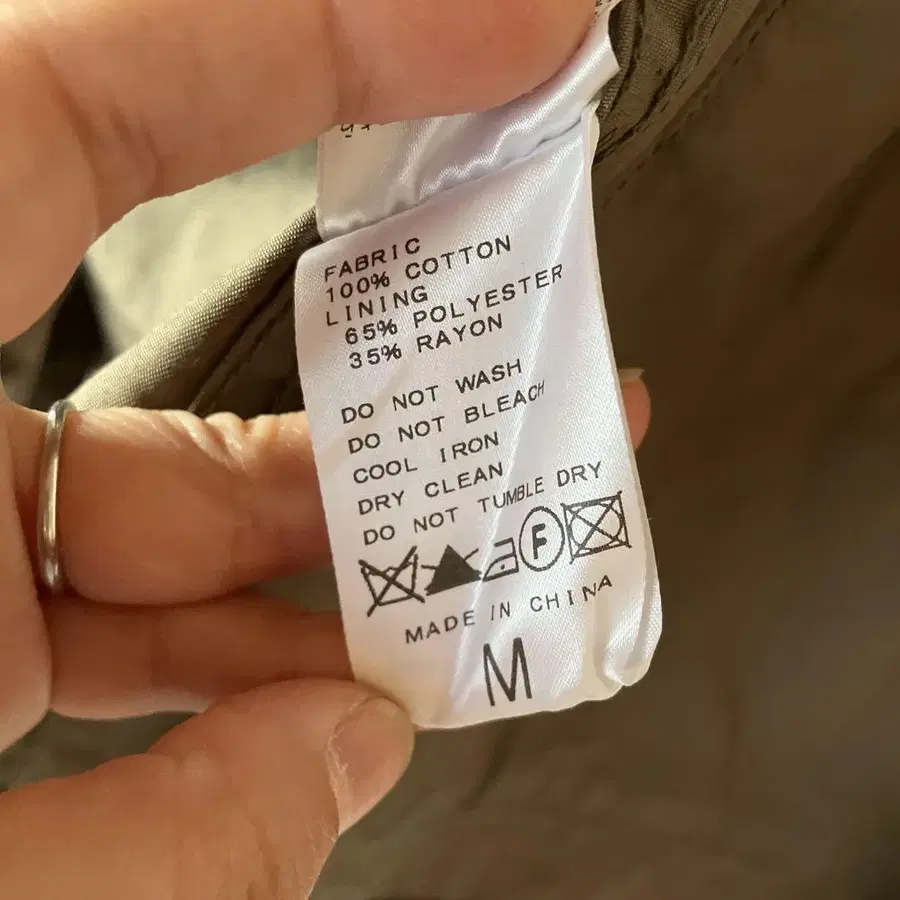 FABRIC
100% COTTON
LINING
65% POLYESTER
35% RAYON
DO NOT WASH
DO NOT BLEACH
COOL IRON
DRY CLEAN
DO NOT TUMBLE DRY
F
MADE IN CHINA
M